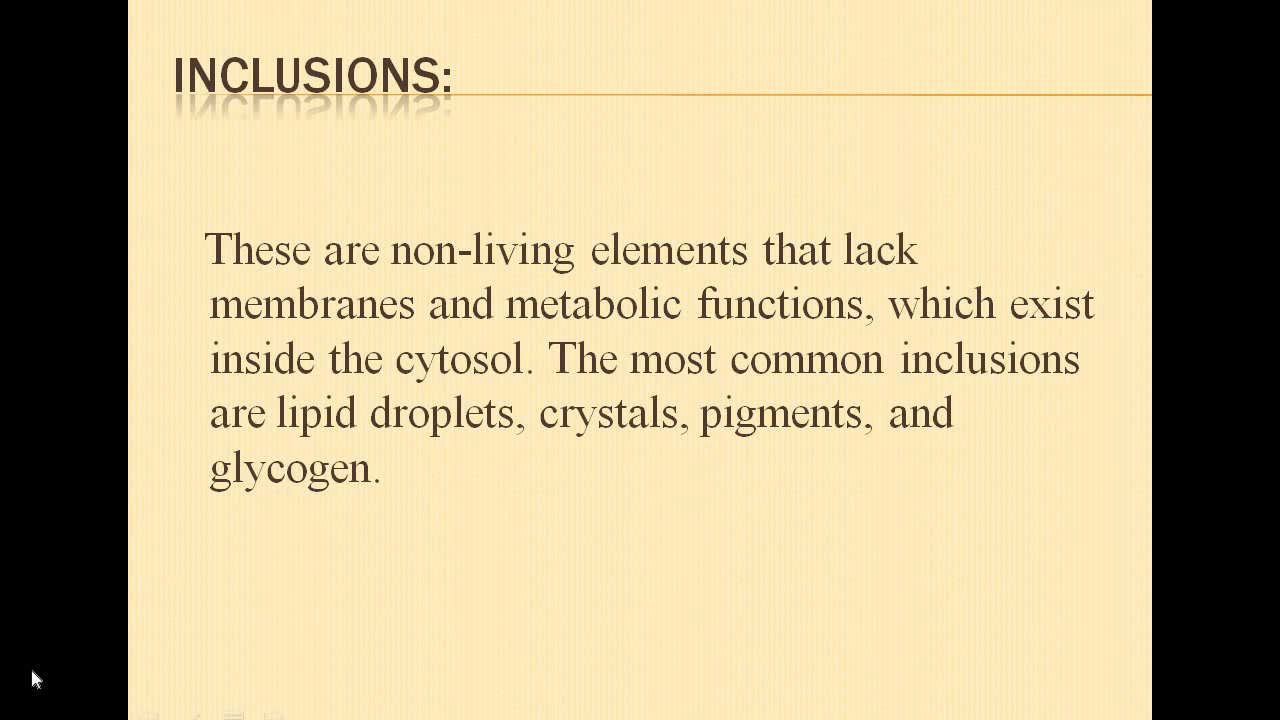 INCLUSIONS:
These are non-living elements that lack
membranes and metabolic functions, which exist
inside the cytosol. The most common inclusions
are lipid droplets, crystals, pigments, and
glycogen.